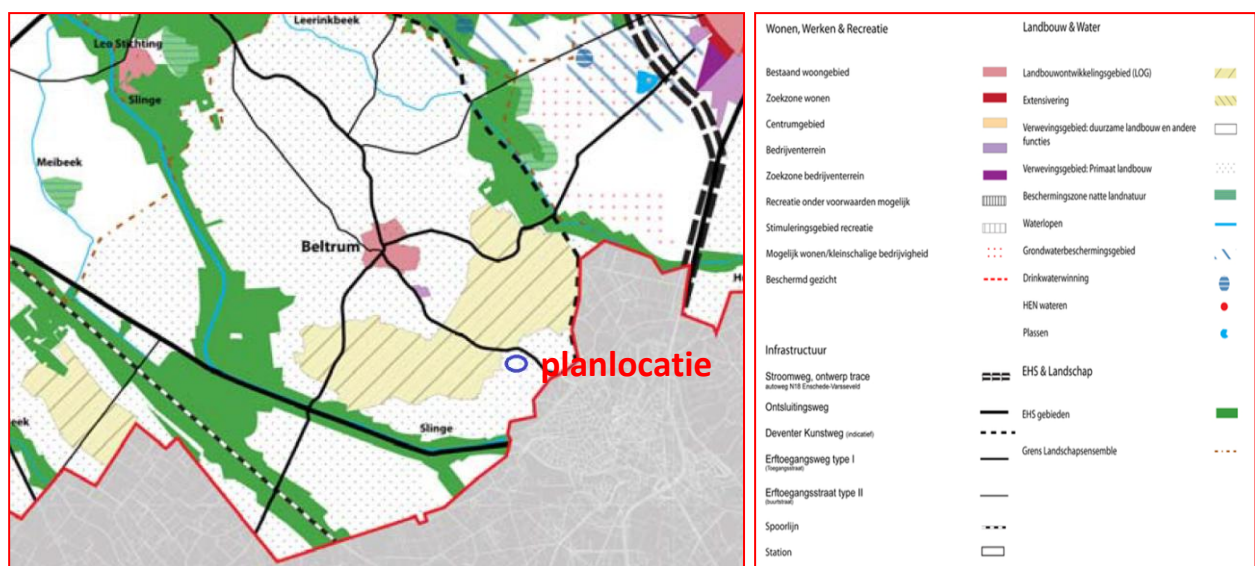 Leerinkbeek
Leo Stichting
Slinge
Meibeek
Beltrum
planlocatie
Slinge
Wonen, Werken & Recreatie
Bestaand woongebied
Zoekzone wonen
Centrumgebied
Bedrijventerrein
Zoekzone bedrijventerrein
Recreatie onder voorwaarden mogelijk
Stimuleringsgebied recreatie
Mogelijk wonen/kleinschalige bedrijvigheid
Beschermd gezicht
Infrastructuur
Stroomweg, ontwerp trace
autoweg N18 Enschede-Varsseveld
Ontsluitingsweg
Deventer Kunstweg (indicatief)
Erftoegangsweg type I
(Toegangsstraat)
Erftoegangsstraat type II
(buurtstraat)
Spoorlijn
Station
Landbouw & Water
Landbouwontwikkelingsgebied (LOG)
Extensivering
Verwevingsgebied: duurzame landbouw en andere
functies
Verwevingsgebied: Primaat landbouw
Beschermingszone natte landnatuur
Waterlopen
Grondwaterbeschermingsgebied
Drinkwaterwinning
HEN wateren
Plassen
EHS & Landschap
EHS gebieden
Grens Landschapsensemble